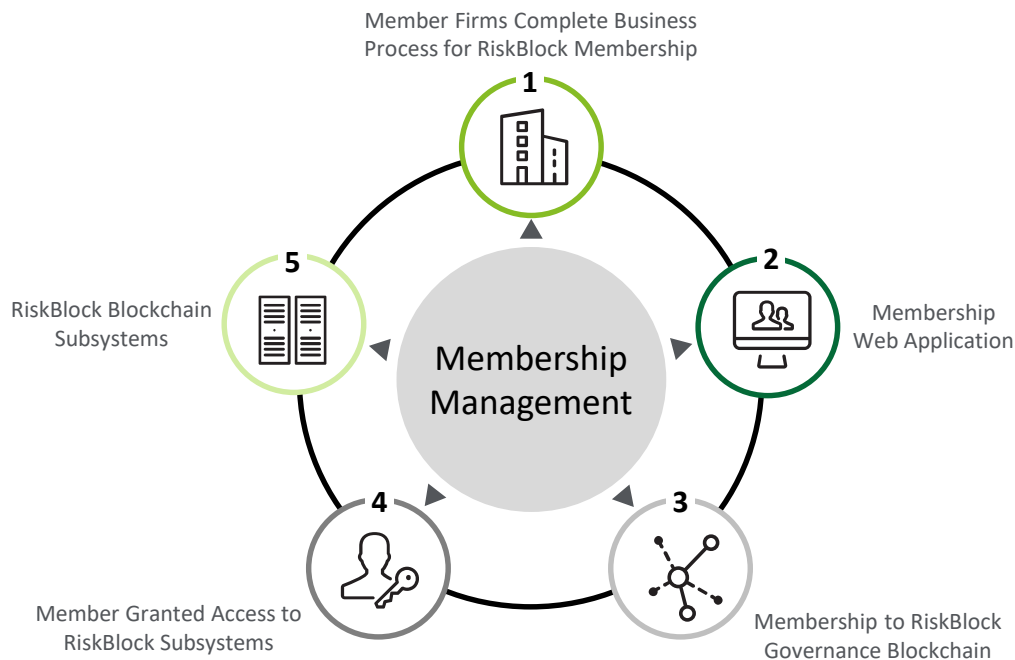 Member Firms Complete Business
Process for RiskBlock Membership
1
2
Membership
Web Application
3
Membership to RiskBlock
Governance Blockchain
4
Member Granted Access to
RiskBlock Subsystems
5
RiskBlock Blockchain
Subsystems
Membership
Management